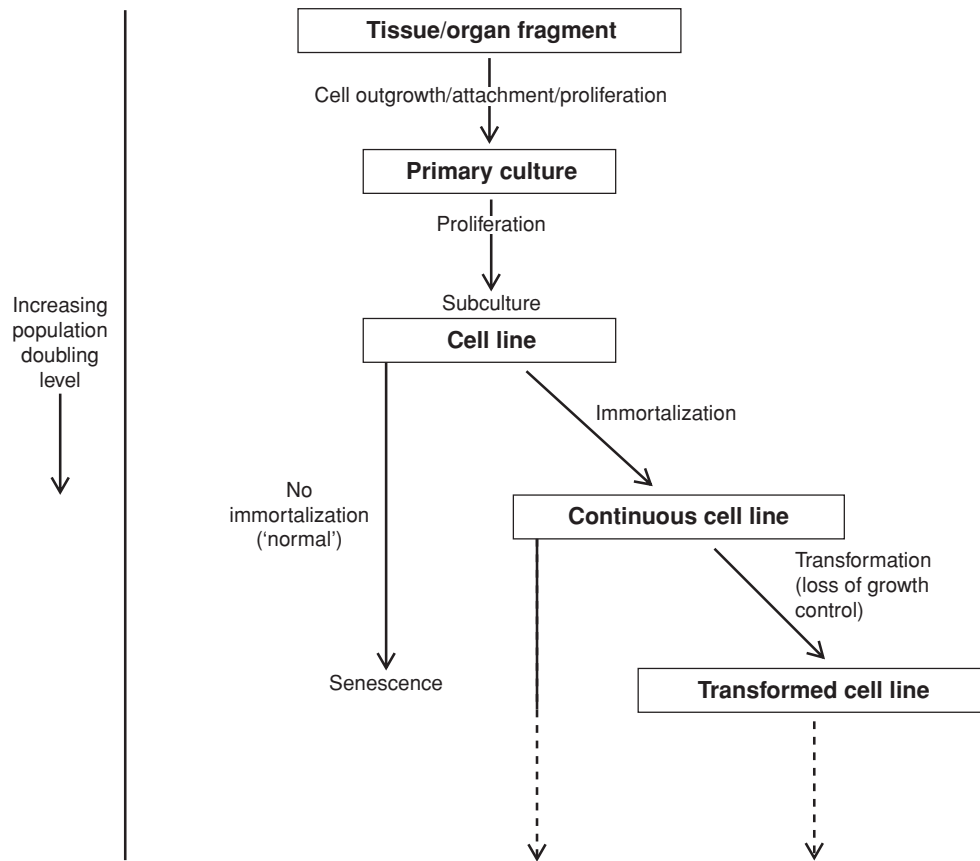 Tissue/organ fragment
Cell outgrowth/attachment/proliferation
Primary culture
Proliferation
Subculture
Cell line
Increasing
population
doubling
level
Immortalization
No
immortalization
(‘normal’)
Continuous cell line
Transformation
(loss of growth
control)
Senescence
Transformed cell line